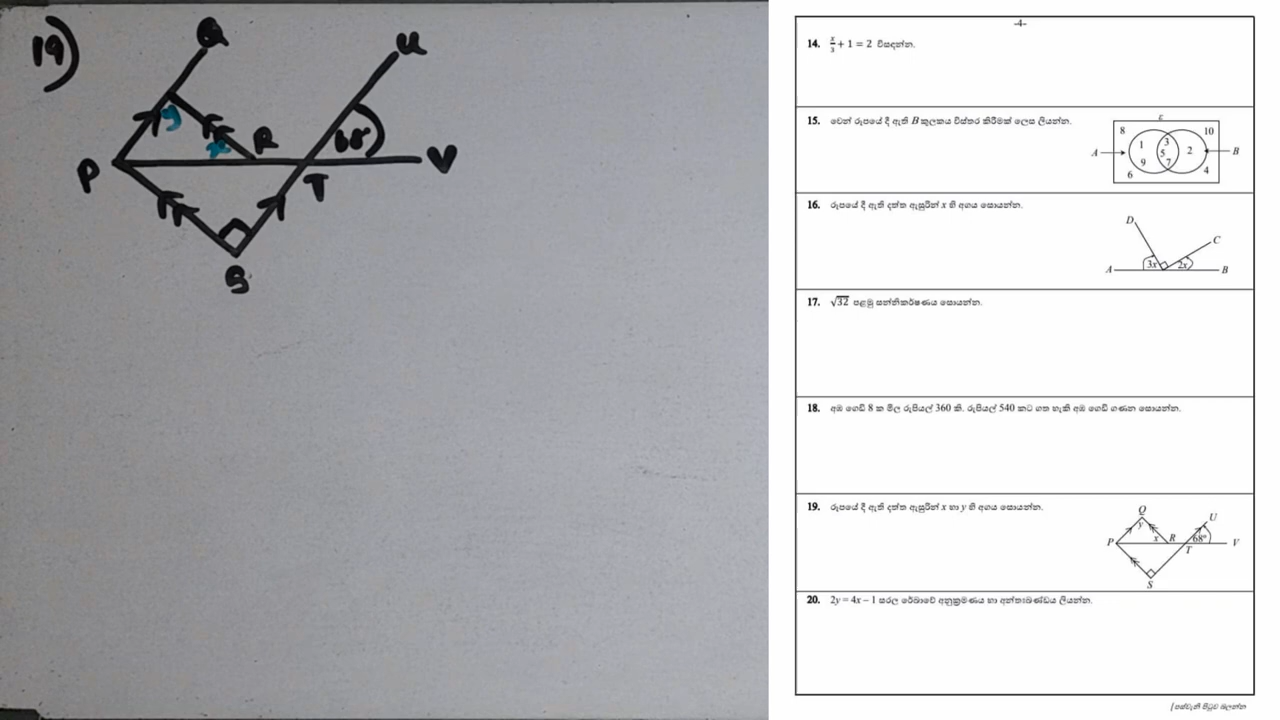 19)
Q
U
y
x
R
68°
P
T
V
S
-4-
14. x/3 + 1 = 2 විසඳන්න.
15. වෙන් රූපයේ දී ඇති B කුලකය විස්තර කිරීමක් ලෙස ලියන්න.
ε
8
10
1
3
A
5
2
B
9
7
4
6
16. රූපයේ දී ඇති දත්ත ඇසුරින් x හි අගය සොයන්න.
D
C
3x
2x
A
B
17. √32 පළමු සන්නිකර්ෂණය සොයන්න.
18. අඹ ගෙඩි 8 ක මිල රුපියල් 360 කි. රුපියල් 540 කට ගත හැකි අඹ ගෙඩි ගණන සොයන්න.
19. රූපයේ දී ඇති දත්ත ඇසුරින් x හා y හි අගය සොයන්න.
Q
U
y
P
x
R
68°
V
T
S
20. 2y = 4x – 1 සරල රේඛාවේ අනුක්‍රමණය හා අන්තඃඛණ්ඩය ලියන්න.
[පස්වැනි පිටුව බලන්න